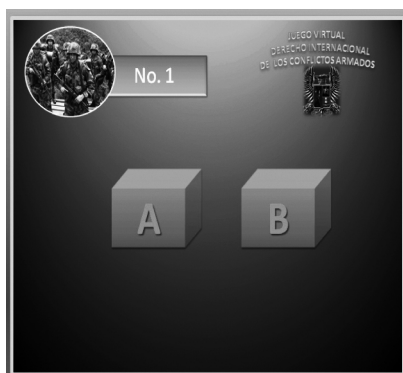 No. 1
JUEGO VIRTUAL
DERECHO INTERNACIONAL
DE LOS CONFLICTOS ARMADOS
A
B